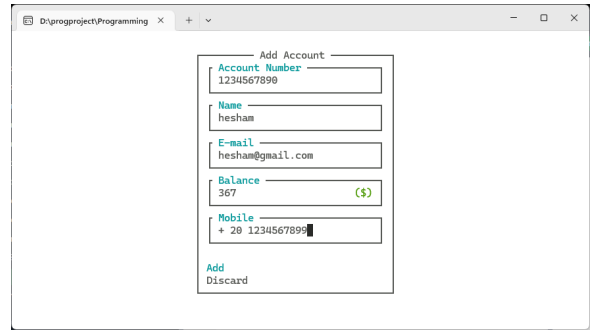 D:\progproject\Programming
Add Account
Account Number
1234567890
Name
hesham
E-mail
hesham@gmail.com
Balance
367 ($)
Mobile
+ 20 1234567899
Add
Discard